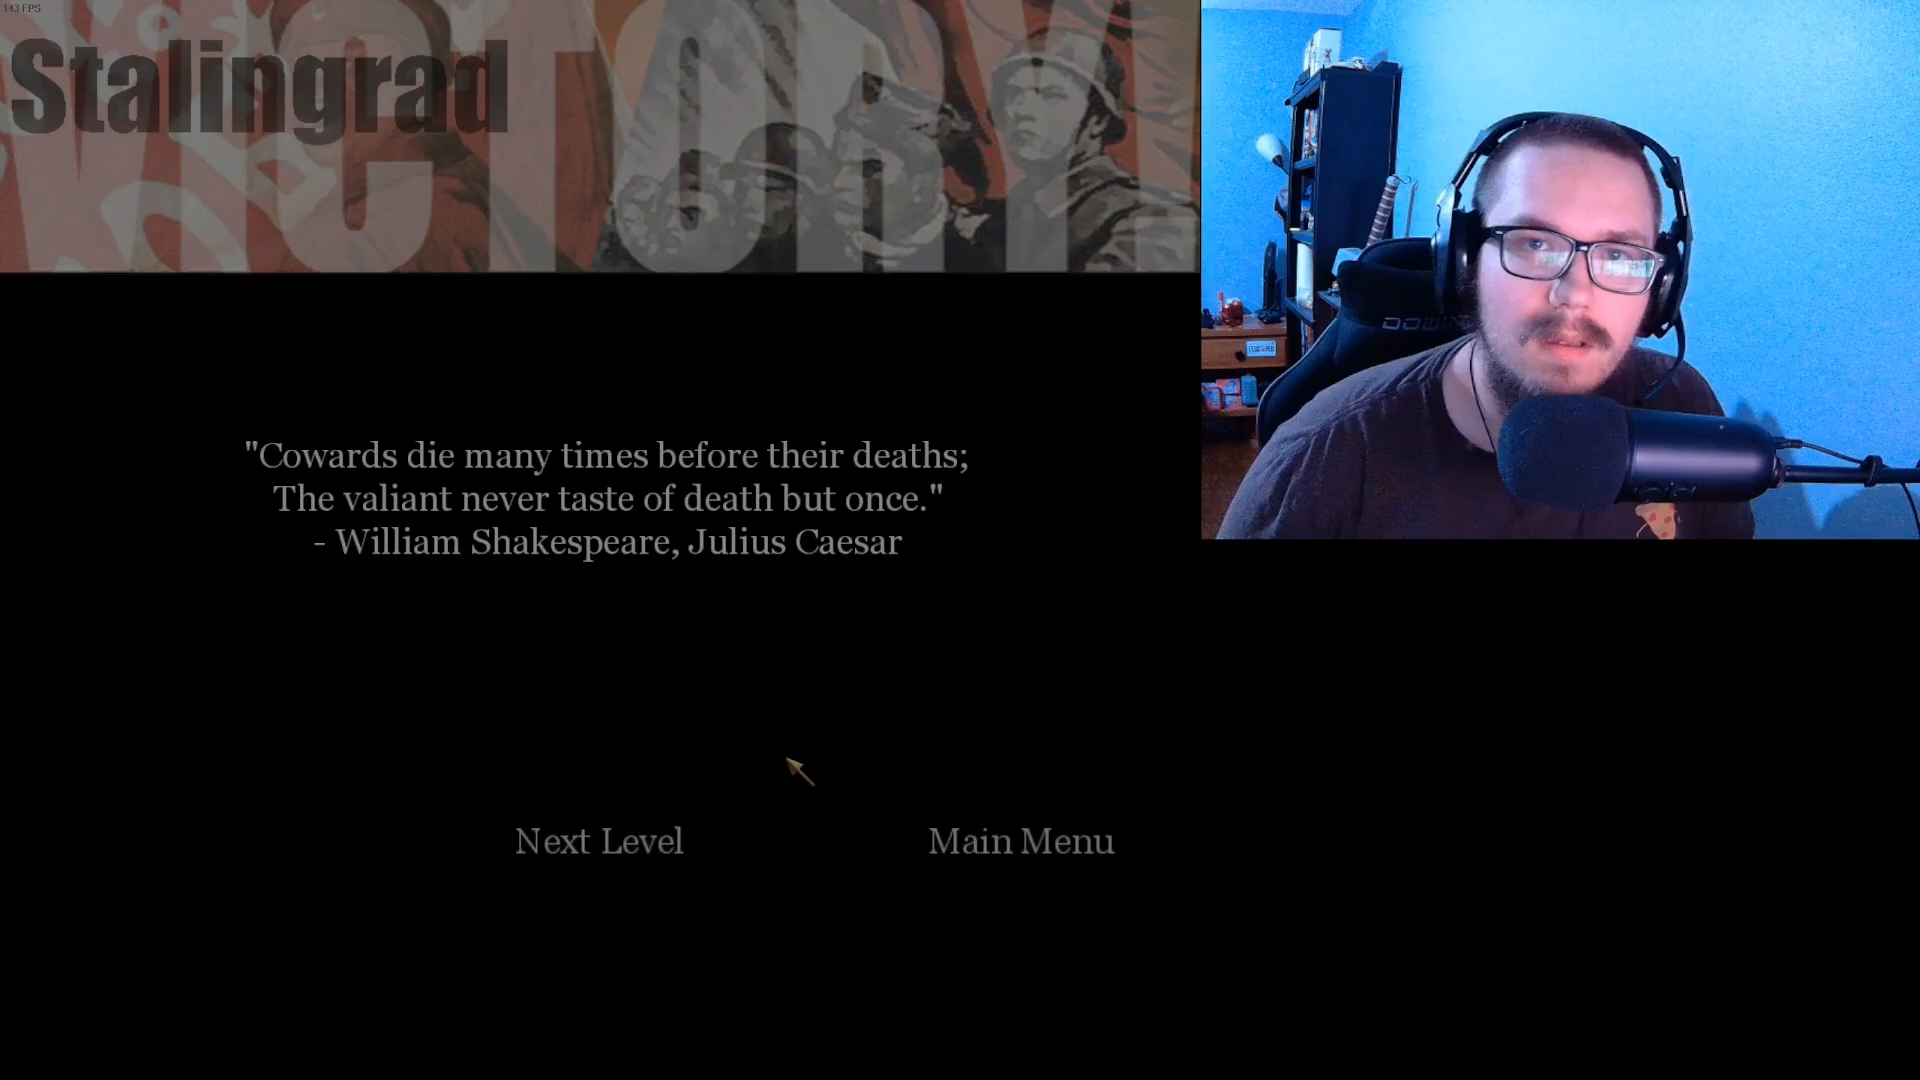 143 FPS
VICTORY!
Stalingrad
"Cowards die many times before their deaths;
The valiant never taste of death but once."
- William Shakespeare, Julius Caesar
Next Level
Main Menu